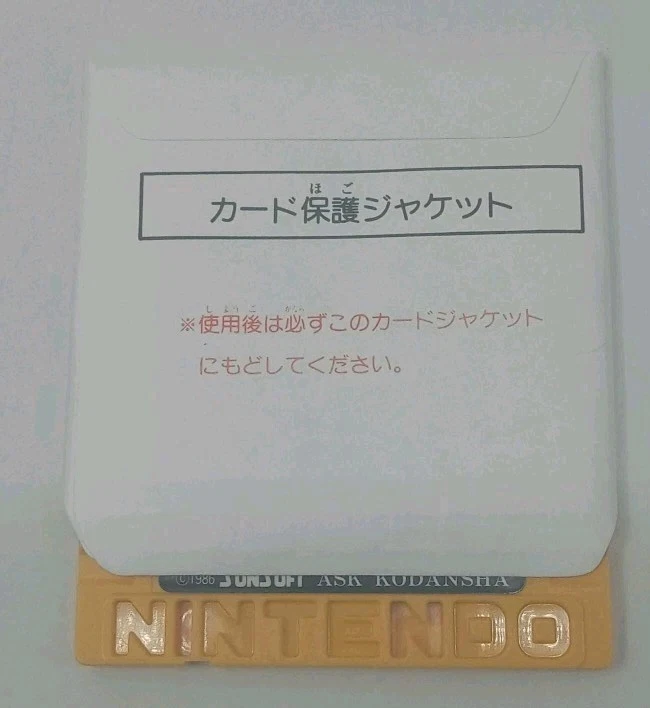 ほご
カード保護ジャケット
しようご かなら
※使用後は必ずこのカードジャケット
にもどしてください。
©1986 SUNSOFT ASK KODANSHA
NINTENDO